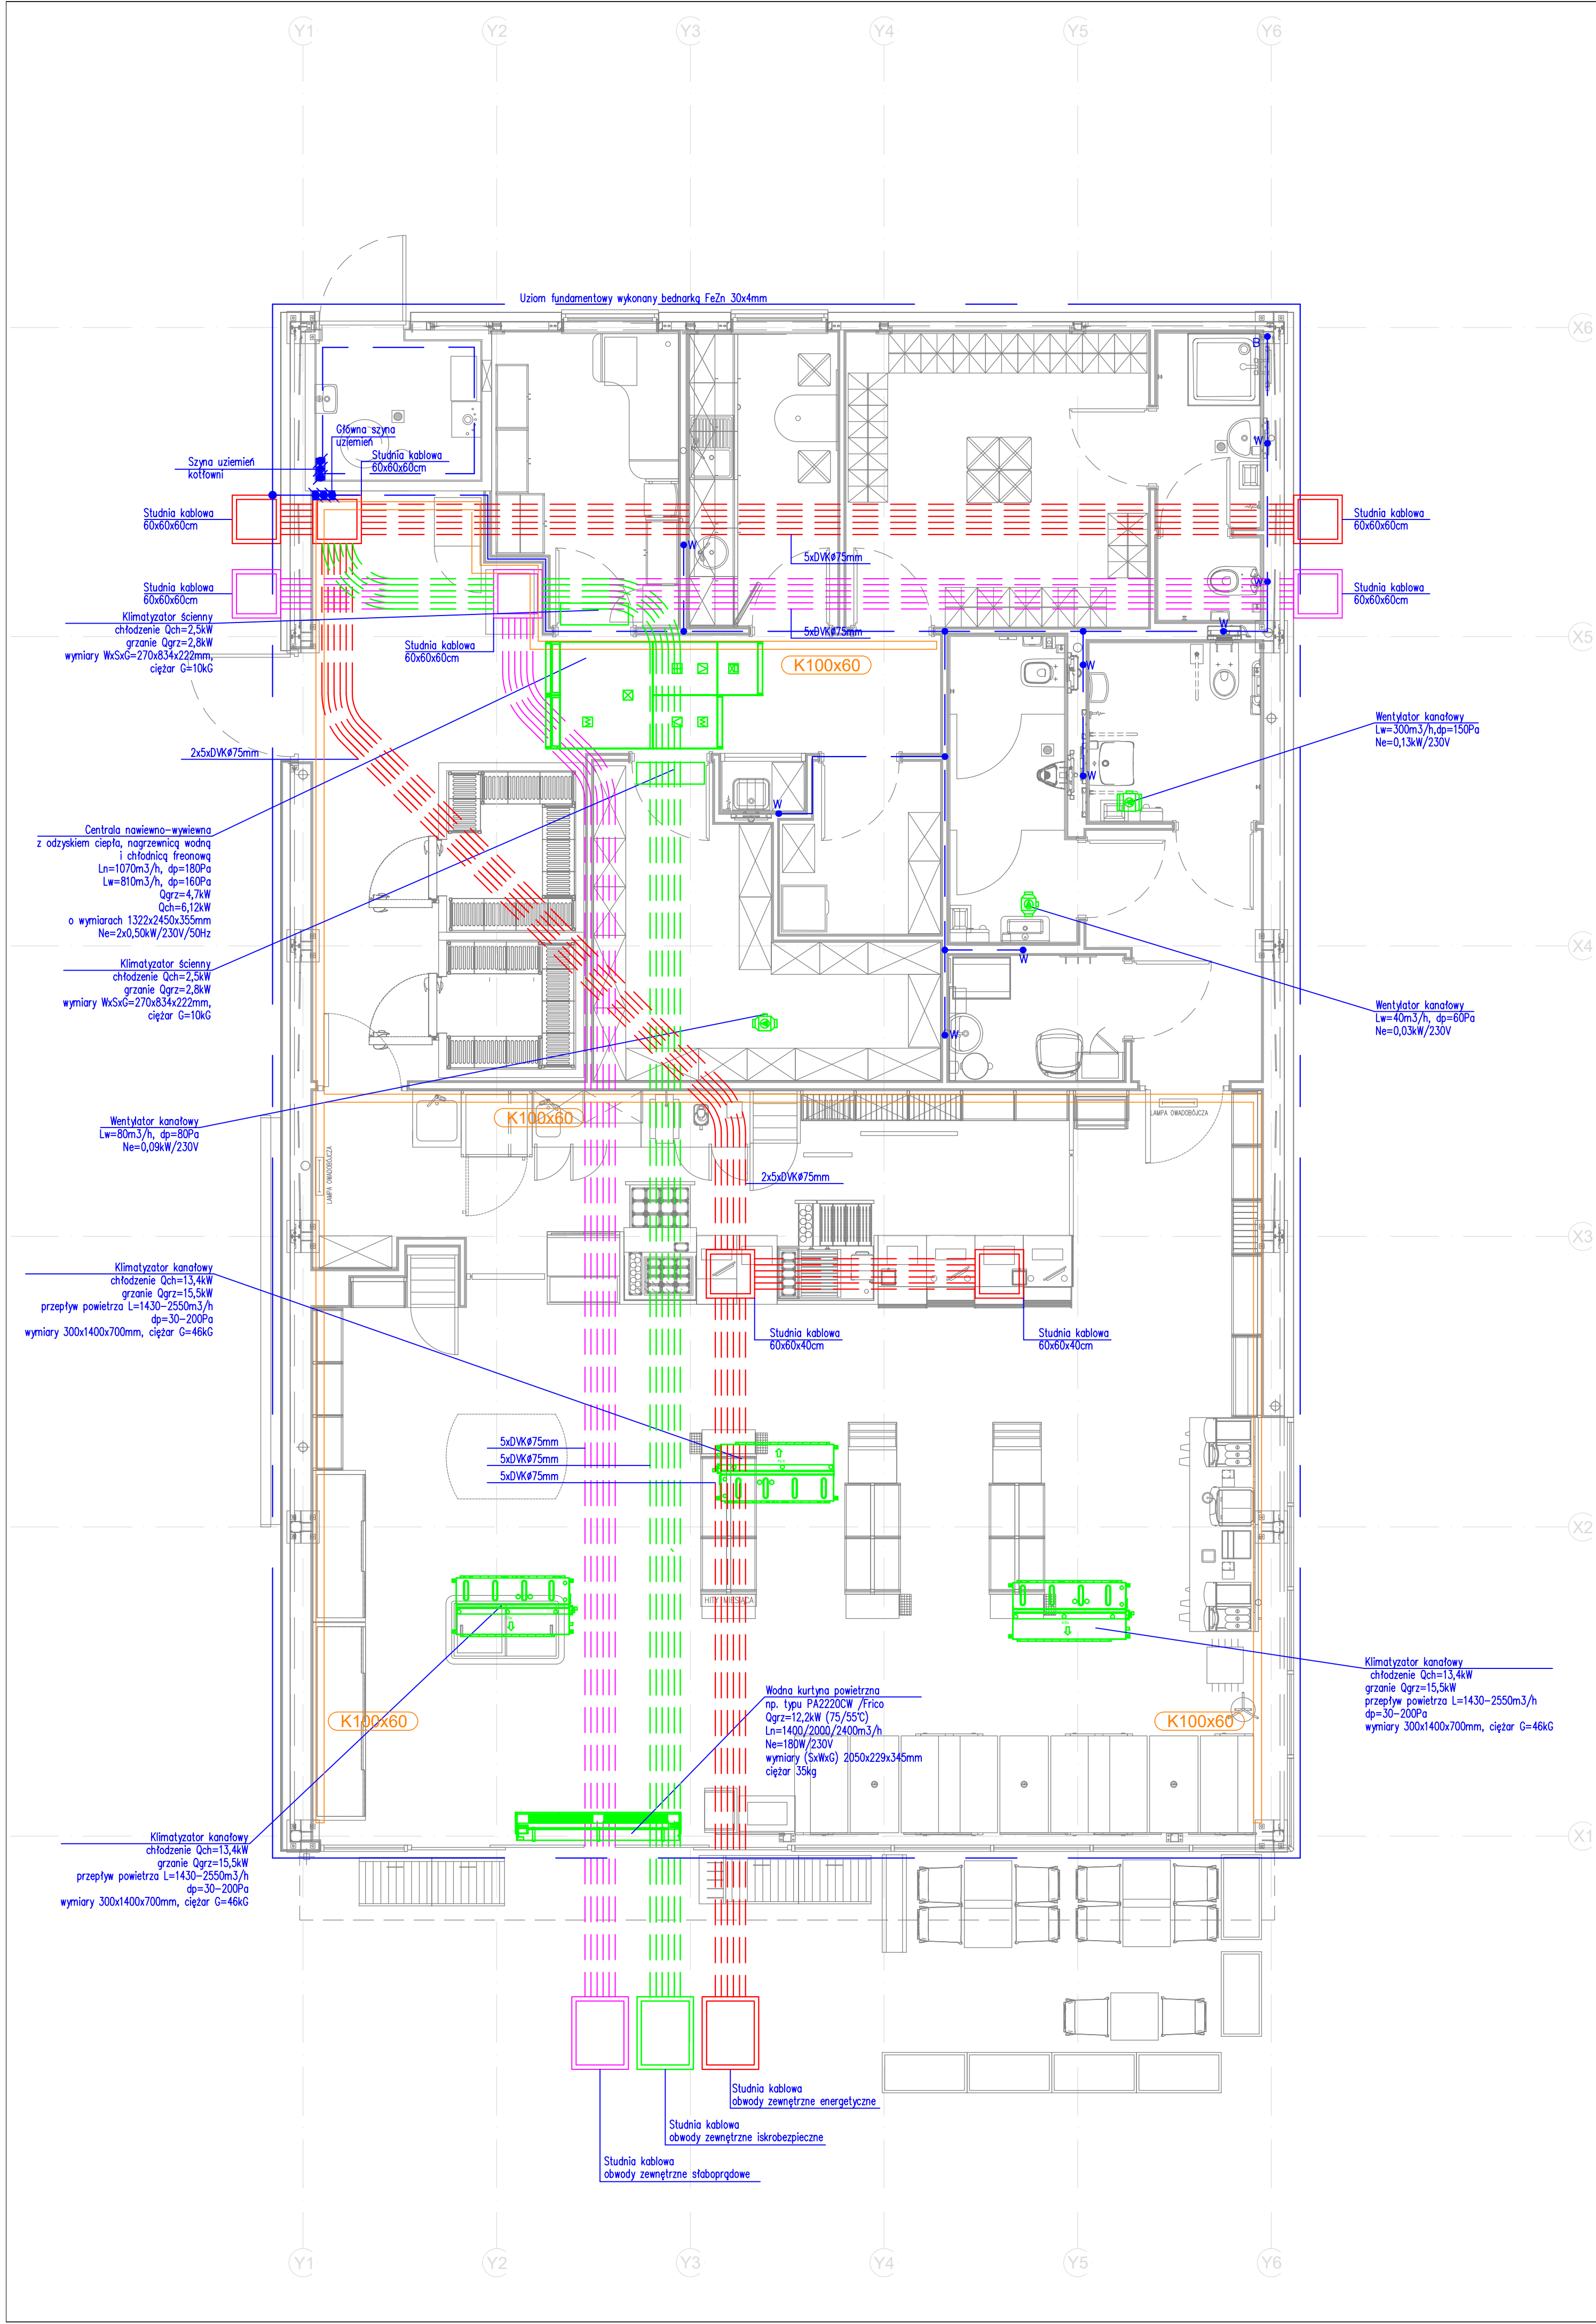 Y1
Y2
Y3
Y4
Y5
Y6
Uziom fundamentowy wykonany bednarką FeZn 30x4mm
X6
B
Główna szyna
uziemień
Studnia kablowa
60x60x60cm
Szyna uziemień
kotłowni
W
Studnia kablowa
60x60x60cm
Studnia kablowa
60x60x60cm
W
5xDVKø75mm
W
Studnia kablowa
60x60x60cm
Studnia kablowa
60x60x60cm
Klimatyzator ścienny
chłodzenie Qch=2,5kW
grzanie Qgrz=2,8kW
wymiary WxSxG=270x834x222mm,
ciężar G=10kG
5xDVKø75mm
W
X5
Studnia kablowa
60x60x60cm
K100x60
W
Wentylator kanałowy
Lw=300m3/h,dp=150Pa
Ne=0,13kW/230V
2x5xDVKø75mm
W
W
Centrala nawiewno-wywiewna
z odzyskiem ciepła, nagrzewnicą wodną
i chłodnicą freonową
Ln=1070m3/h, dp=180Pa
Lw=810m3/h, dp=160Pa
Qgrz=4,7kW
Qch=6,12kW
o wymiarach 1322x2450x355mm
Ne=2x0,50kW/230V/50Hz
X4
W
Klimatyzator ścienny
chłodzenie Qch=2,5kW
grzanie Qgrz=2,8kW
wymiary WxSxG=270x834x222mm,
ciężar G=10kG
Wentylator kanałowy
Lw=40m3/h, dp=60Pa
Ne=0,03kW/230V
W
K100x60
LAMPA OWADOBÓJCZA
Wentylator kanałowy
Lw=80m3/h, dp=80Pa
Ne=0,09kW/230V
LAMPA OWADOBÓJCZA
2x5xDVKø75mm
X3
Klimatyzator kanałowy
chłodzenie Qch=13,4kW
grzanie Qgrz=15,5kW
przepływ powietrza L=1430-2550m3/h
dp=30-200Pa
wymiary 300x1400x700mm, ciężar G=46kG
Studnia kablowa
60x60x40cm
Studnia kablowa
60x60x40cm
5xDVKø75mm
5xDVKø75mm
5xDVKø75mm
X2
HITY MIESIĄCA
Klimatyzator kanałowy
chłodzenie Qch=13,4kW
grzanie Qgrz=15,5kW
przepływ powietrza L=1430-2550m3/h
dp=30-200Pa
wymiary 300x1400x700mm, ciężar G=46kG
Wodna kurtyna powietrzna
np. typu PA2220CW /Frico
Qgrz=12,2kW (75/55°C)
Ln=1400/2000/2400m3/h
Ne=180W/230V
wymiary (SxWxG) 2050x229x345mm
ciężar 35kg
K100x60
K100x60
X1
Klimatyzator kanałowy
chłodzenie Qch=13,4kW
grzanie Qgrz=15,5kW
przepływ powietrza L=1430-2550m3/h
dp=30-200Pa
wymiary 300x1400x700mm, ciężar G=46kG
Studnia kablowa
obwody zewnętrzne energetyczne
Studnia kablowa
obwody zewnętrzne iskrobezpieczne
Studnia kablowa
obwody zewnętrzne słaboprądowe
Y1
Y2
Y3
Y4
Y5
Y6